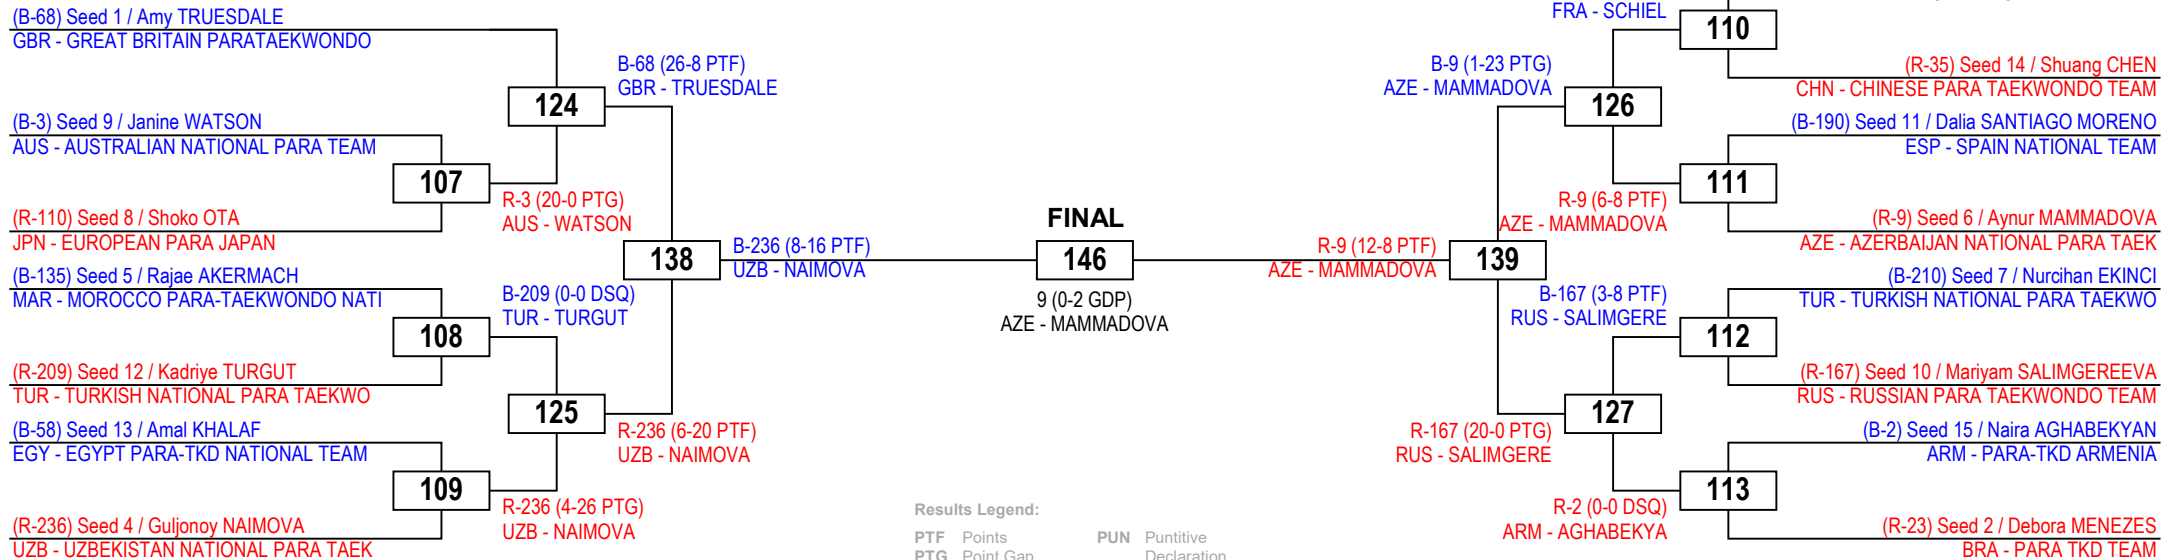 (B-68) Seed 1 / Amy TRUESDALE
GBR - GREAT BRITAIN PARATAEKWONDO
B-68 (26-8 PTF)
GBR - TRUESDALE
124
(B-3) Seed 9 / Janine WATSON
AUS - AUSTRALIAN NATIONAL PARA TEAM
107
R-3 (20-0 PTG)
AUS - WATSON
(R-110) Seed 8 / Shoko OTA
JPN - EUROPEAN PARA JAPAN
138
B-236 (8-16 PTF)
UZB - NAIMOVA
(B-135) Seed 5 / Rajae AKERMACH
MAR - MOROCCO PARA-TAEKWONDO NATI
B-209 (0-0 DSQ)
TUR - TURGUT
108
(R-209) Seed 12 / Kadriye TURGUT
TUR - TURKISH NATIONAL PARA TAEKWO
125
R-236 (6-20 PTF)
UZB - NAIMOVA
(B-58) Seed 13 / Amal KHALAF
EGY - EGYPT PARA-TKD NATIONAL TEAM
109
R-236 (4-26 PTG)
UZB - NAIMOVA
(R-236) Seed 4 / Guljonoy NAIMOVA
UZB - UZBEKISTAN NATIONAL PARA TAEK
FINAL
146
9 (0-2 GDP)
AZE - MAMMADOVA
FRA - SCHIEL
110
(R-35) Seed 14 / Shuang CHEN
CHN - CHINESE PARA TAEKWONDO TEAM
B-9 (1-23 PTG)
AZE - MAMMADOVA
126
(B-190) Seed 11 / Dalia SANTIAGO MORENO
ESP - SPAIN NATIONAL TEAM
111
R-9 (6-8 PTF)
AZE - MAMMADOVA
(R-9) Seed 6 / Aynur MAMMADOVA
AZE - AZERBAIJAN NATIONAL PARA TAEK
R-9 (12-8 PTF)
AZE - MAMMADOVA
139
(B-210) Seed 7 / Nurcihan EKINCI
TUR - TURKISH NATIONAL PARA TAEKWO
B-167 (3-8 PTF)
RUS - SALIMGERE
112
(R-167) Seed 10 / Mariyam SALIMGEREEVA
RUS - RUSSIAN PARA TAEKWONDO TEAM
127
R-167 (20-0 PTG)
RUS - SALIMGERE
(B-2) Seed 15 / Naira AGHABEKYAN
ARM - PARA-TKD ARMENIA
113
R-2 (0-0 DSQ)
ARM - AGHABEKYA
(R-23) Seed 2 / Debora MENEZES
BRA - PARA TKD TEAM
Results Legend:
PTF Points PUN Puntitive
PTG Point Gap Declaration